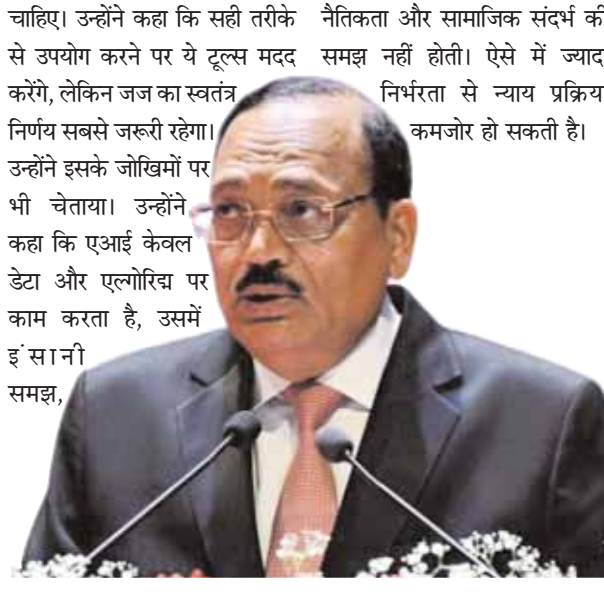 चाहिए। उन्होंने कहा कि सही तरीके
से उपयोग करने पर ये टूल्स मदद
करेंगे, लेकिन जज का स्वतंत्र
निर्णय सबसे जरूरी रहेगा।
उन्होंने इसके जोखिमों पर
भी चेताया। उन्होंने
कहा कि एआई केवल
डेटा और एल्गोरिद्म पर
काम करता है, उसमें
इंसानी
समझ,
नैतिकता और सामाजिक संदर्भ की
समझ नहीं होती। ऐसे में ज्याद
निर्भरता से न्याय प्रक्रिय
कमजोर हो सकती है।